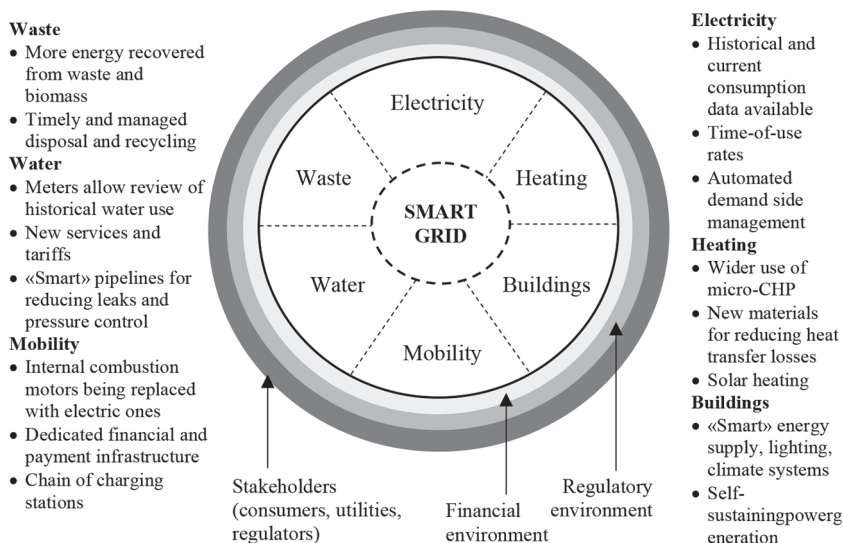 Waste
• More energy recovered
from waste and
biomass
• Timely and managed
disposal and recycling
Water
• Meters allow review of
historical water use
• New services and
tariffs
• «Smart» pipelines for
reducing leaks and
pressure control
Mobility
• Internal combustion
motors being replaced
with electric ones
• Dedicated financial and
payment infrastructure
• Chain of charging
stations
Electricity
Waste
Heating
SMART
GRID
Water
Buildings
Mobility
Stakeholders
(consumers, utilities,
regulators)
Financial
environment
Regulatory
environment
Electricity
• Historical and
current
consumption
data available
• Time-of-use
rates
• Automated
demand side
management
Heating
• Wider use of
micro-CHP
• New materials
for reducing heat
transfer losses
• Solar heating
Buildings
• «Smart» energy
supply, lighting,
climate systems
• Self-
sustainingpowerg
eneration